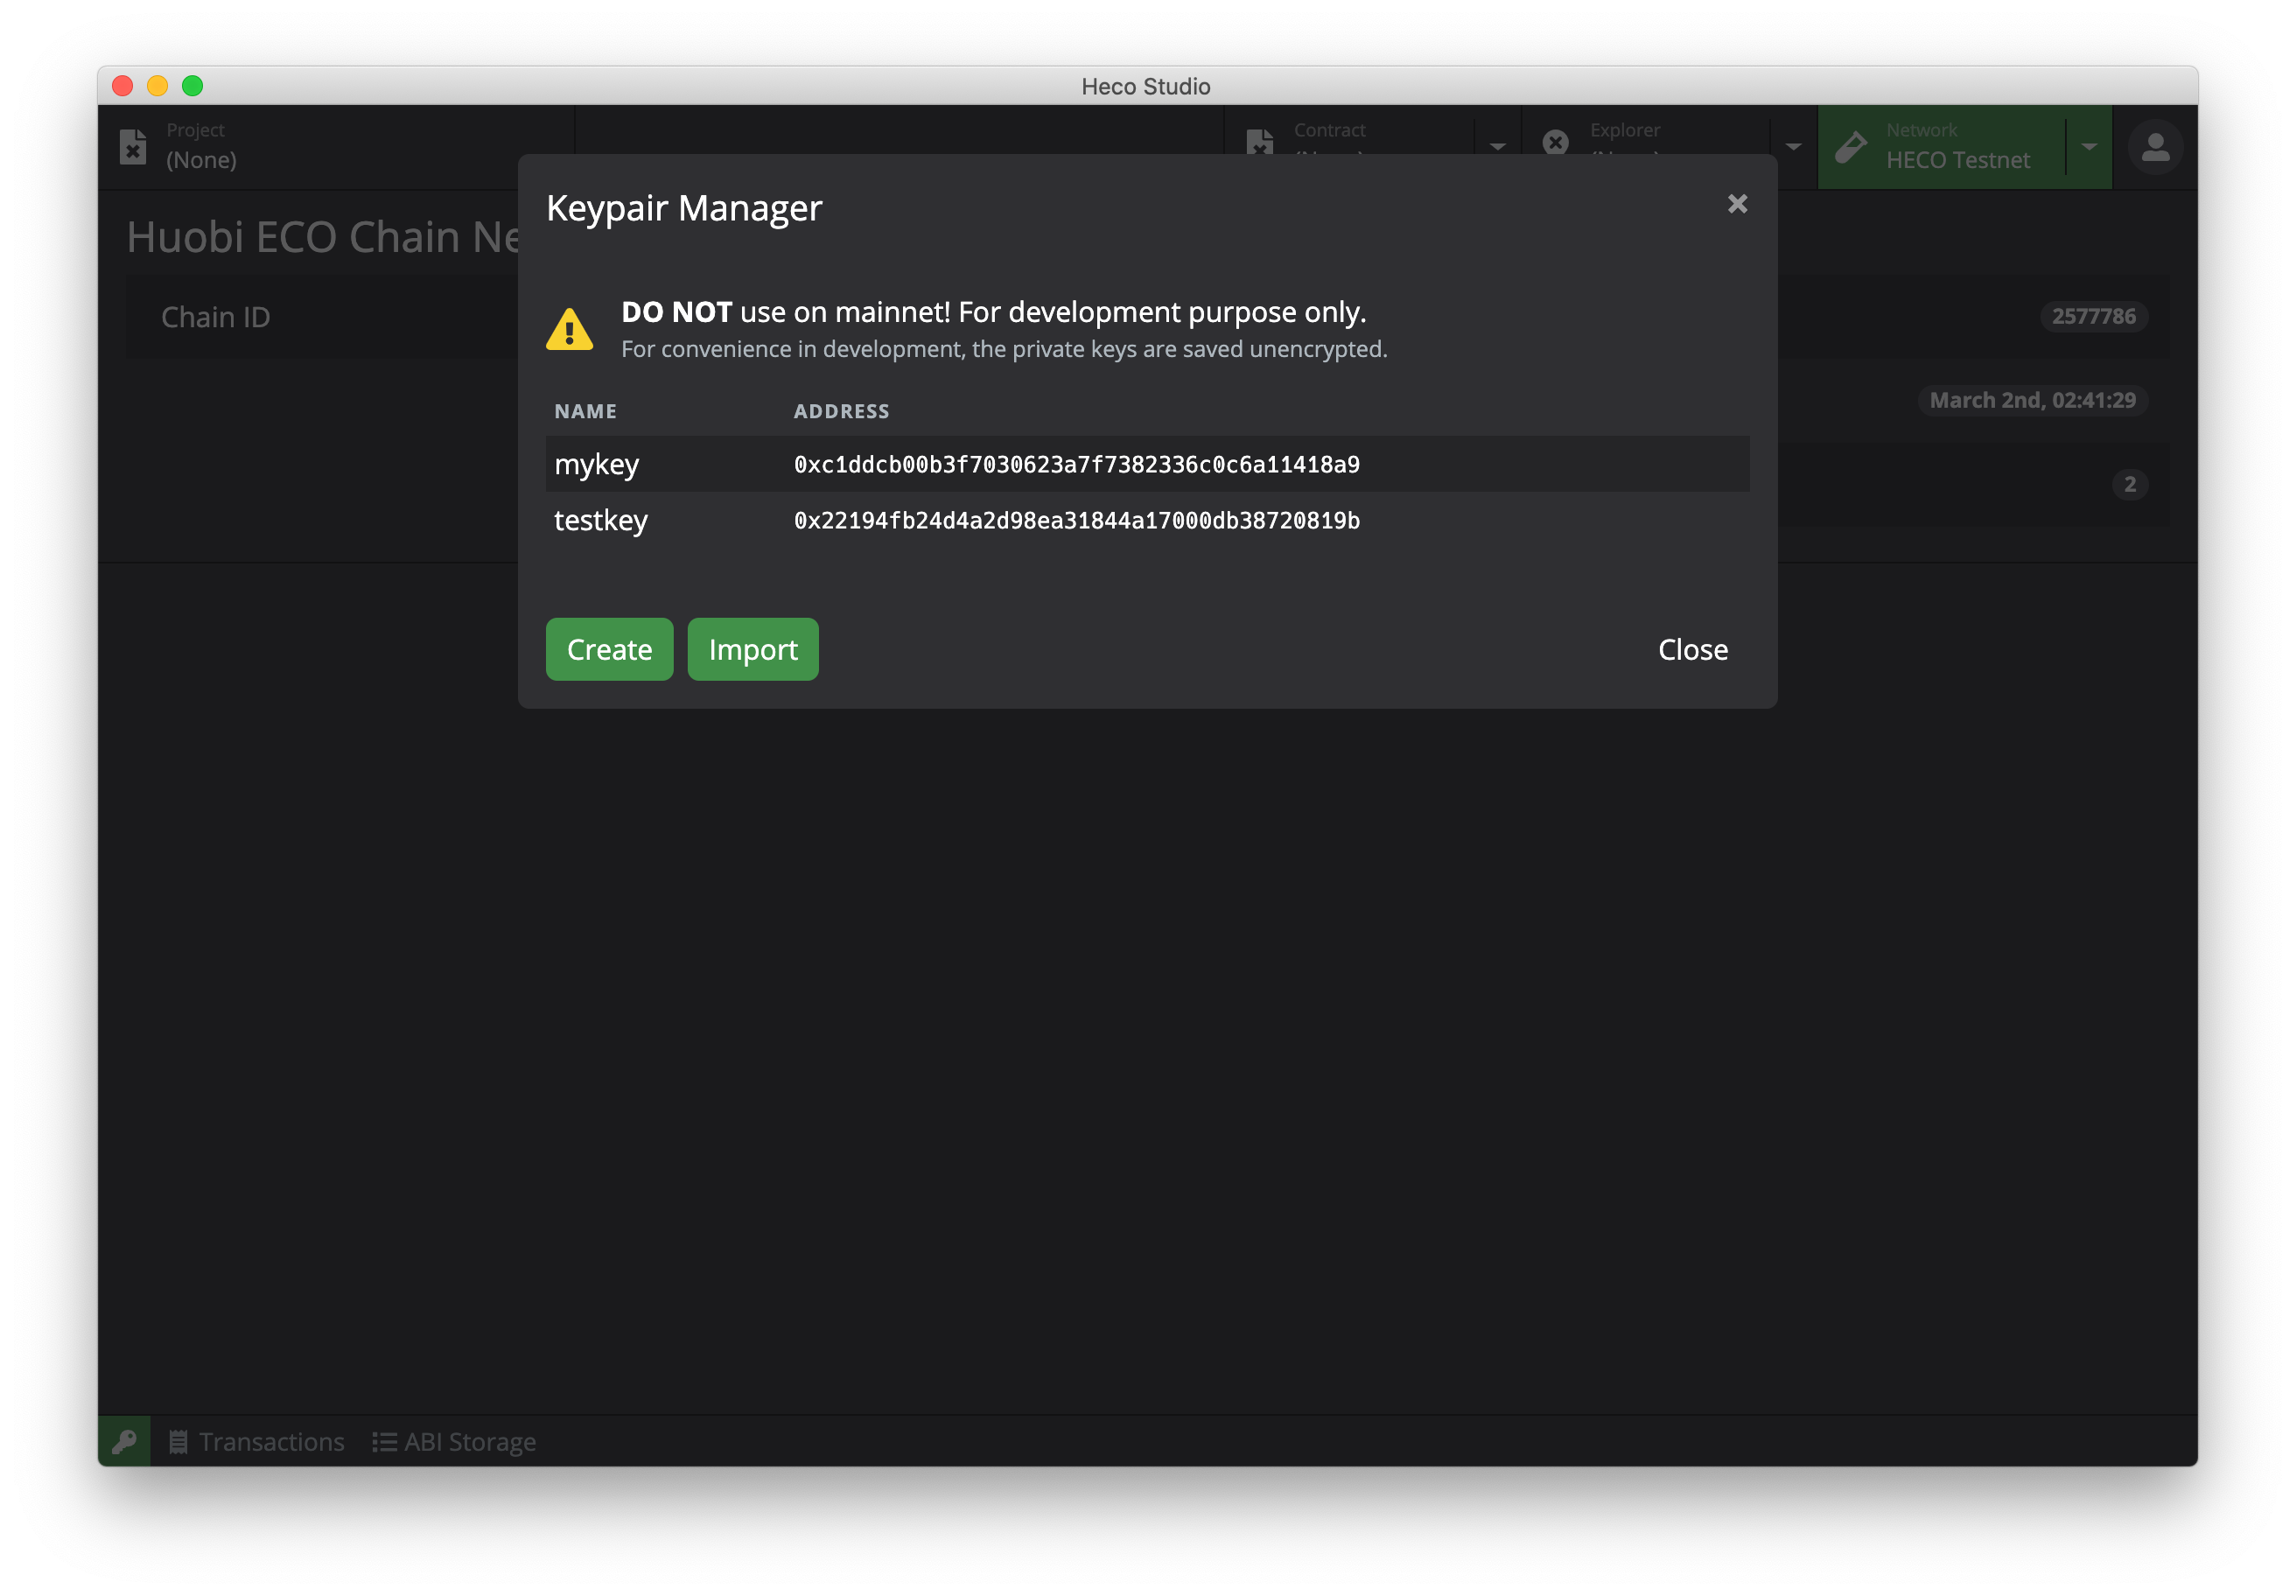 Heco Studio
Project
(None)
Contract
Explorer
Network
HECO Testnet
Huobi ECO Chain Ne
Chain ID
2577786
March 2nd, 02:41:29
2
Keypair Manager
DO NOT use on mainnet! For development purpose only.
For convenience in development, the private keys are saved unencrypted.
NAME ADDRESS
mykey 0xc1ddcb00b3f7030623a7f7382336c0c6a11418a9
testkey 0x22194fb24d4a2d98ea31844a17000db38720819b
Create Import Close
Transactions ABI Storage